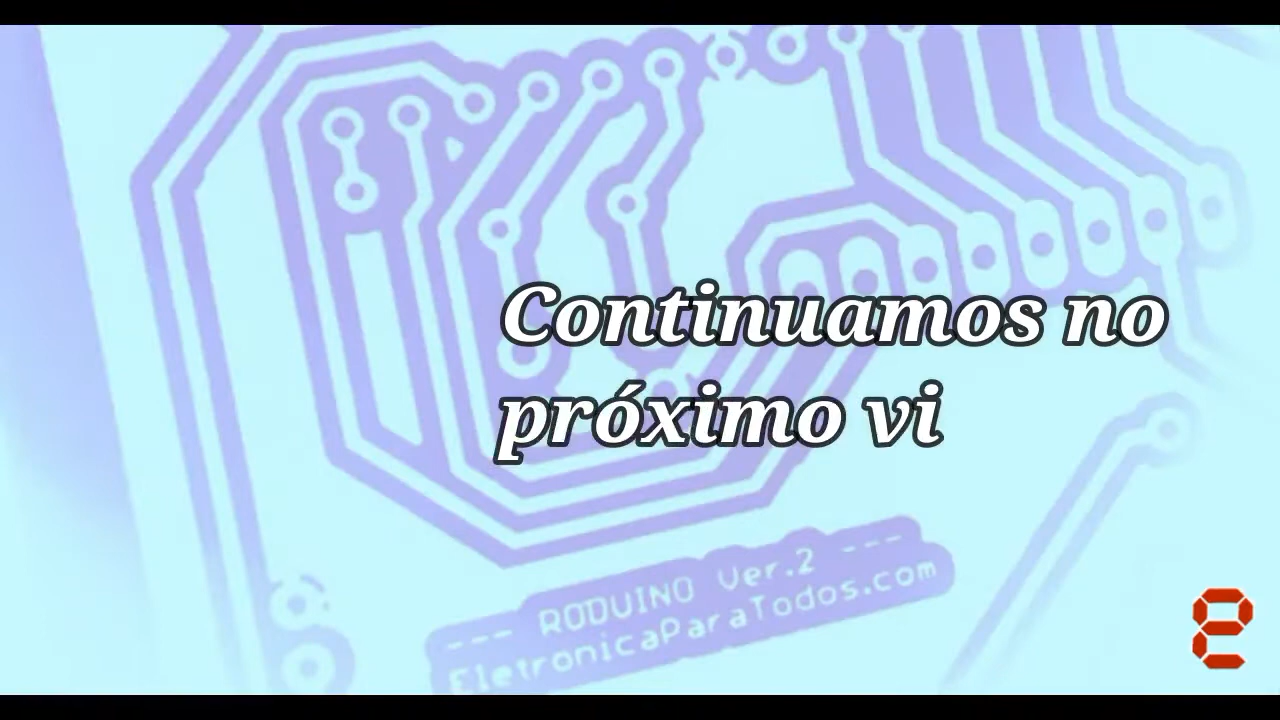 Continuamos no
próximo vi
--- RODUINO Ver.2 ---
EletronicaParaTodos.com
e